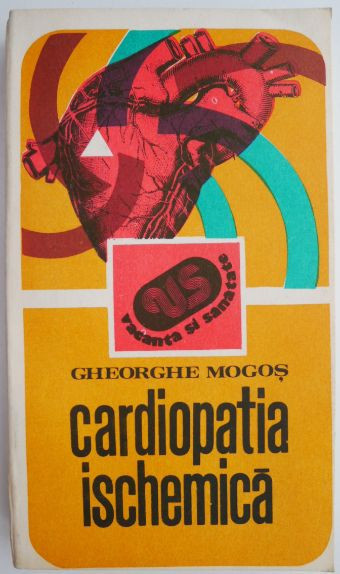 vacanta si sanatate
GHEORGHE MOGOȘ
cardiopatia
ischemică